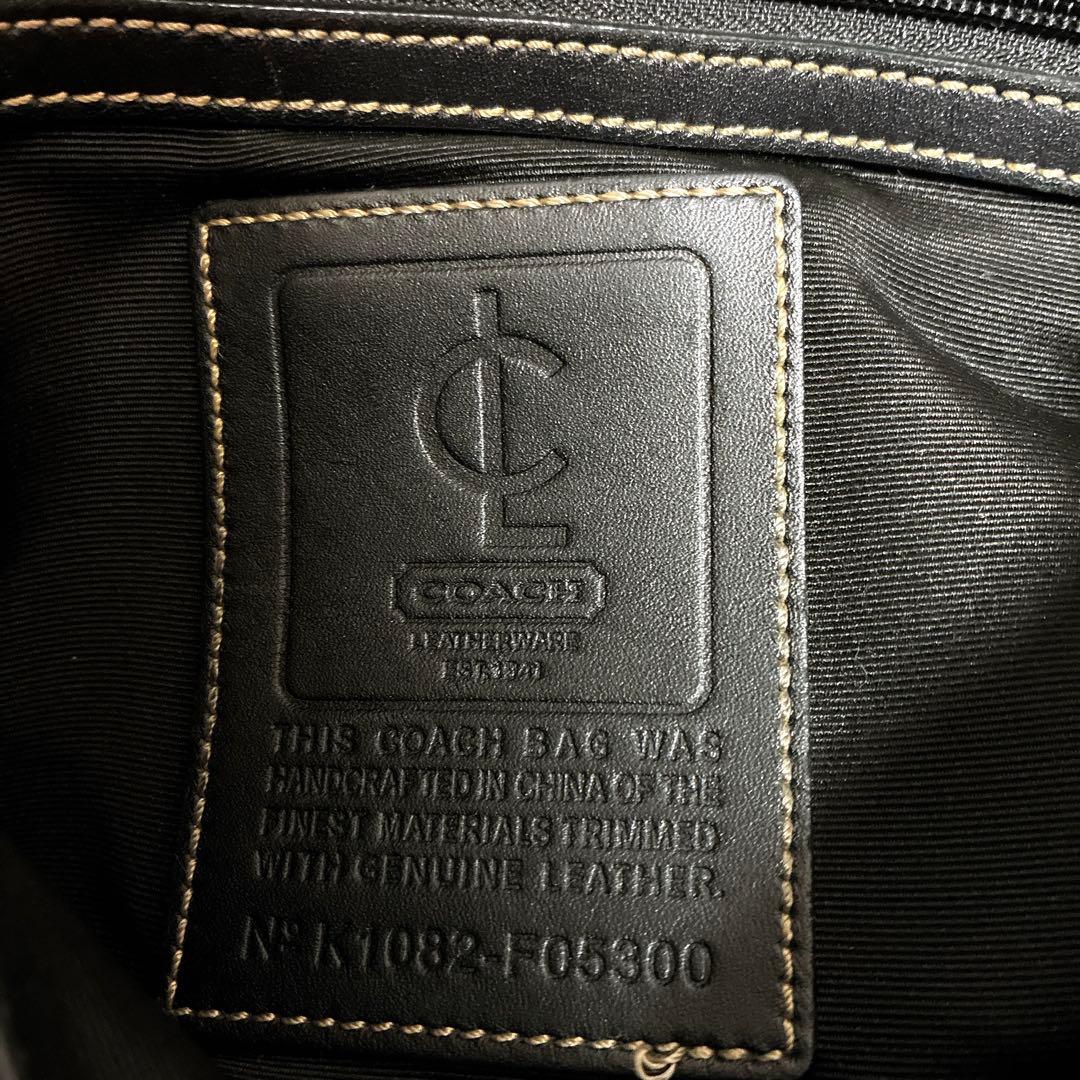 CL
COACH
LEATHERWARE
EST. 1941
THIS COACH BAG WAS
HANDCRAFTED IN CHINA OF THE
FINEST MATERIALS TRIMMED
WITH GENUINE LEATHER.
Nº K1082-F05300